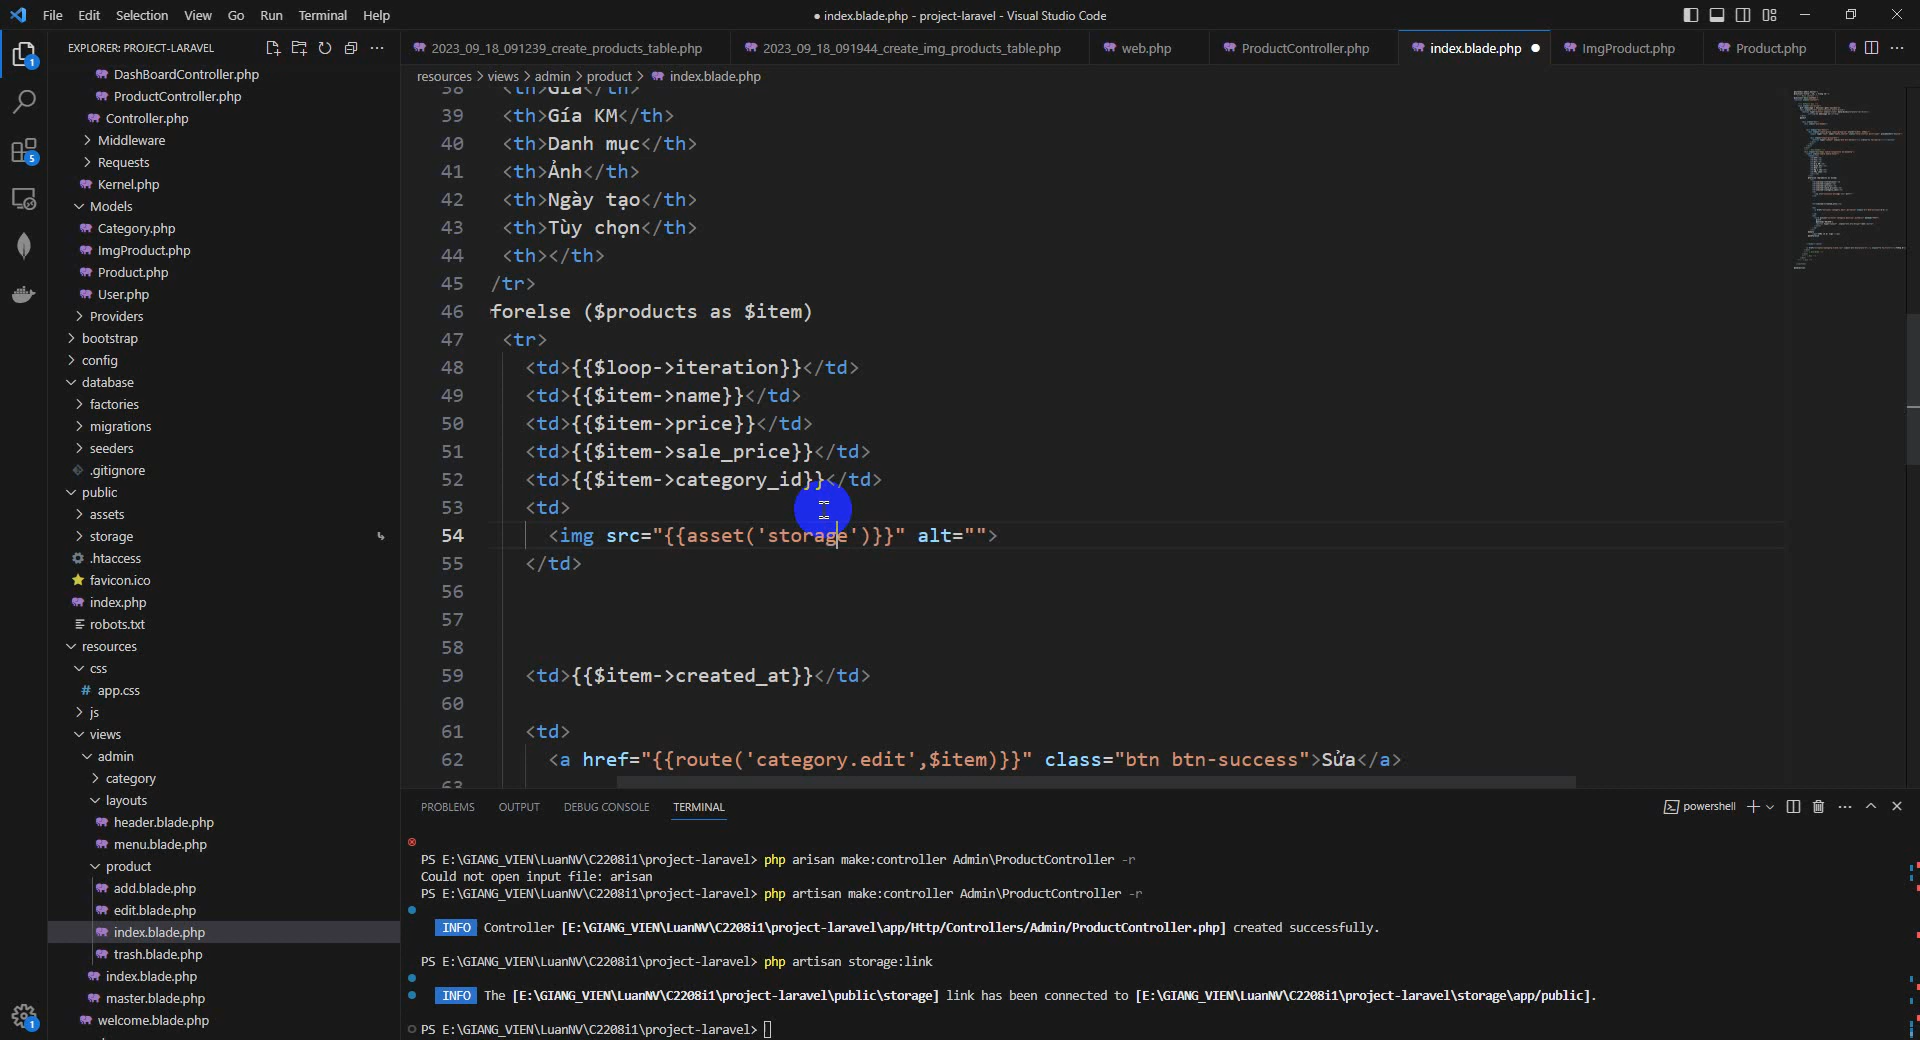 File Edit Selection View Go Run Terminal Help
● index.blade.php - project-laravel - Visual Studio Code
EXPLORER: PROJECT-LARAVEL
DashBoardController.php
ProductController.php
Controller.php
Middleware
Requests
Kernel.php
Models
Category.php
ImgProduct.php
Product.php
User.php
Providers
bootstrap
config
database
factories
migrations
seeders
.gitignore
public
assets
storage
.htaccess
favicon.ico
index.php
robots.txt
resources
css
# app.css
js
views
admin
category
layouts
header.blade.php
menu.blade.php
product
add.blade.php
edit.blade.php
index.blade.php
trash.blade.php
index.blade.php
master.blade.php
welcome.blade.php
1
5
1
2023_09_18_091239_create_products_table.php
2023_09_18_091944_create_img_products_table.php
web.php
ProductController.php
index.blade.php ●
ImgProduct.php
Product.php
resources > views > admin > product > index.blade.php
38 <th>Gía</th>
39 <th>Gía KM</th>
40 <th>Danh mục</th>
41 <th>Ảnh</th>
42 <th>Ngày tạo</th>
43 <th>Tùy chọn</th>
44 <th></th>
45 /tr>
46 forelse ($products as $item)
47 <tr>
48 <td>{{$loop->iteration}}</td>
49 <td>{{$item->name}}</td>
50 <td>{{$item->price}}</td>
51 <td>{{$item->sale_price}}</td>
52 <td>{{$item->category_id}}</td>
53 <td>
54 <img src="{{asset('storage')}}" alt="">
55 </td>
56
57
58
59 <td>{{$item->created_at}}</td>
60
61 <td>
62 <a href="{{route('category.edit',$item)}}" class="btn btn-success">Sửa</a>
63
PROBLEMS OUTPUT DEBUG CONSOLE TERMINAL
powershell
PS E:\GIANG_VIEN\LuanNV\C2208i1\project-laravel> php arisan make:controller Admin\ProductController -r
Could not open input file: arisan
PS E:\GIANG_VIEN\LuanNV\C2208i1\project-laravel> php artisan make:controller Admin\ProductController -r
INFO Controller [E:\GIANG_VIEN\LuanNV\C2208i1\project-laravel\app/Http/Controllers/Admin/ProductController.php] created successfully.
PS E:\GIANG_VIEN\LuanNV\C2208i1\project-laravel> php artisan storage:link
INFO The [E:\GIANG_VIEN\LuanNV\C2208i1\project-laravel\public\storage] link has been connected to [E:\GIANG_VIEN\LuanNV\C2208i1\project-laravel\storage\app/public].
PS E:\GIANG_VIEN\LuanNV\C2208i1\project-laravel>